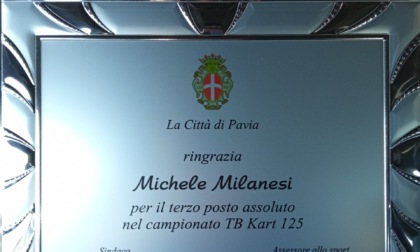 La Città di Pavia
ringrazia
Michele Milanesi
per il terzo posto assoluto
nel campionato TB Kart 125
Sindaco Assessore allo sport